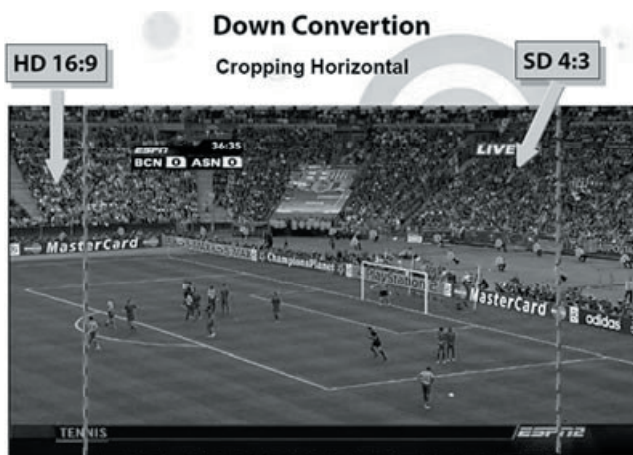 Down Convertion
HD 16:9
Cropping Horizontal
SD 4:3
ESPN 36:35
BCN 0 ASN 0
LIVE
MasterCard
ChampionsPlanet
PlayStation 2
MasterCard
adidas
TENNIS
ESPN2